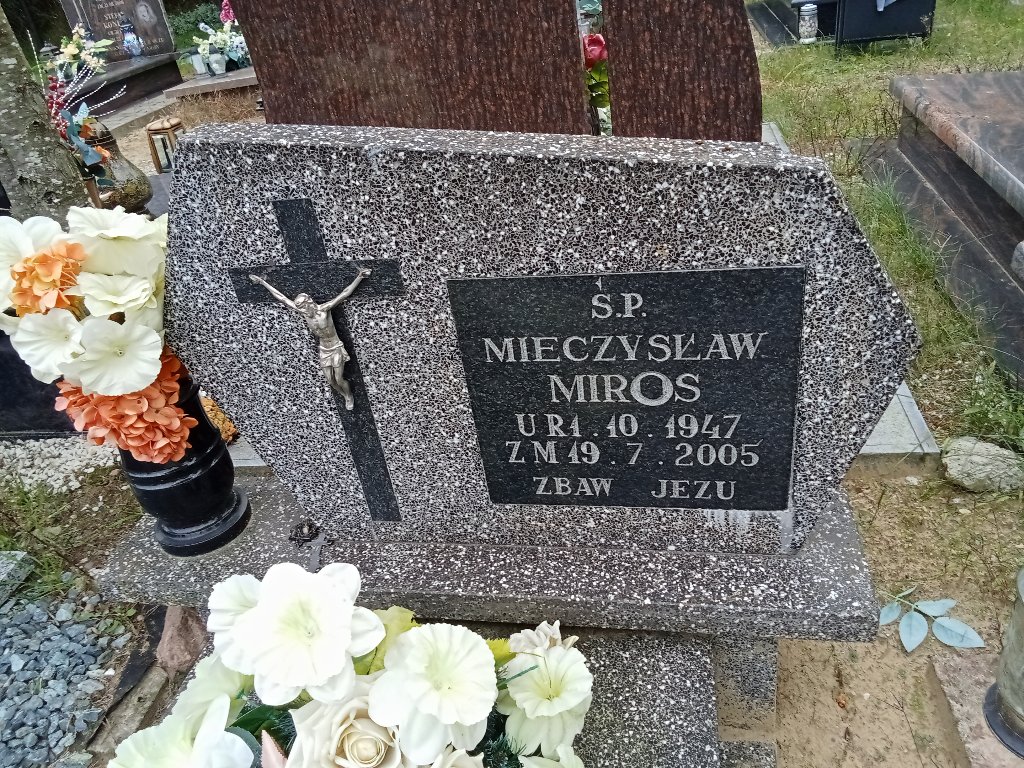 Ś.P.
MIECZYSŁAW
MIROS
UR 1.10.1947
ZM 19.7.2005
ZBAW JEZU